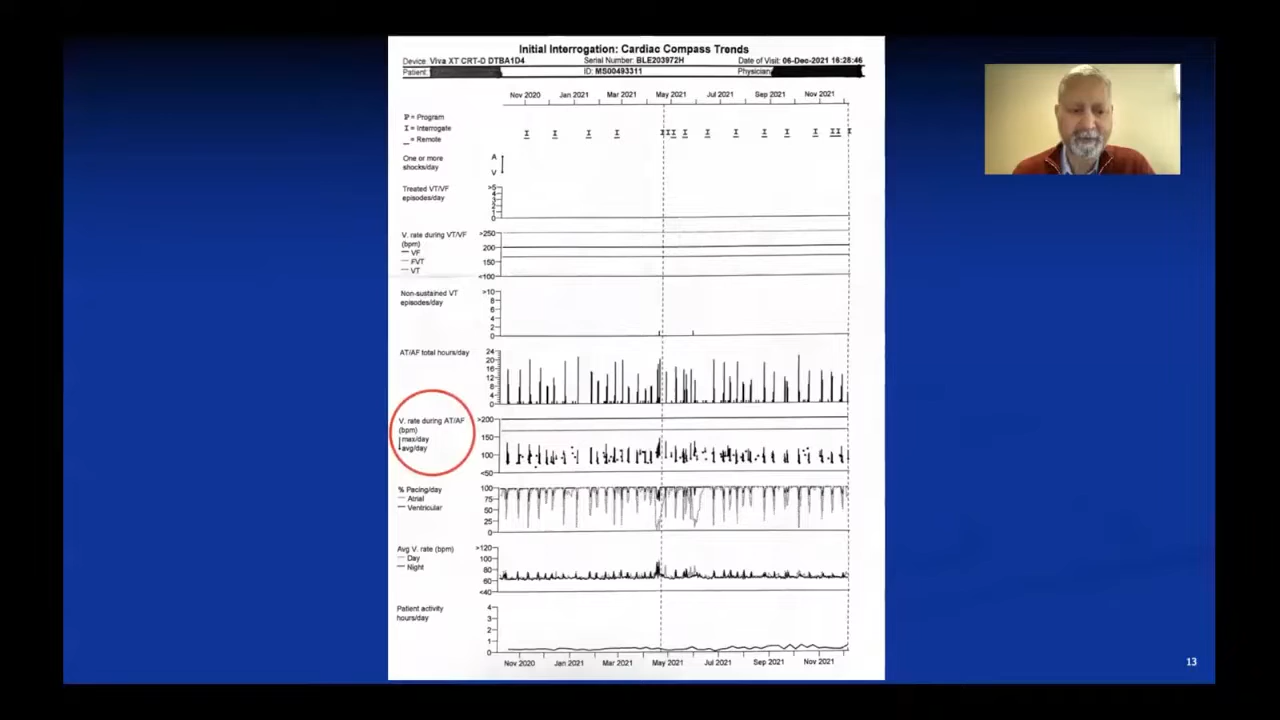 Initial Interrogation: Cardiac Compass Trends
Device: Viva XT CRT-D DTBA1D4 Serial Number: BLE203972H Date of Visit: 06-Dec-2021 16:28:46
Patient: ID: MS00493311 Physician
Nov 2020 Jan 2021 Mar 2021 May 2021 Jul 2021 Sep 2021 Nov 2021
P = Program
I = Interrogate
_ = Remote
I I I I I I I I I I I I I I I I
One or more
shocks/day
A
V
Treated VT/VF
episodes/day
>5
4
3
2
1
0
V. rate during VT/VF
(bpm)
VF
FVT
VT
>250
200
150
<100
Non-sustained VT
episodes/day
>10
8
6
4
2
0
AT/AF total hours/day
24
20
16
12
8
4
0
V. rate during AT/AF
(bpm)
max/day
avg/day
>200
150
100
<50
% Pacing/day
Atrial
Ventricular
100
75
50
25
0
Avg V. rate (bpm)
Day
Night
>120
100
80
60
<40
Patient activity
hours/day
4
3
2
1
0
Nov 2020 Jan 2021 Mar 2021 May 2021 Jul 2021 Sep 2021 Nov 2021
13